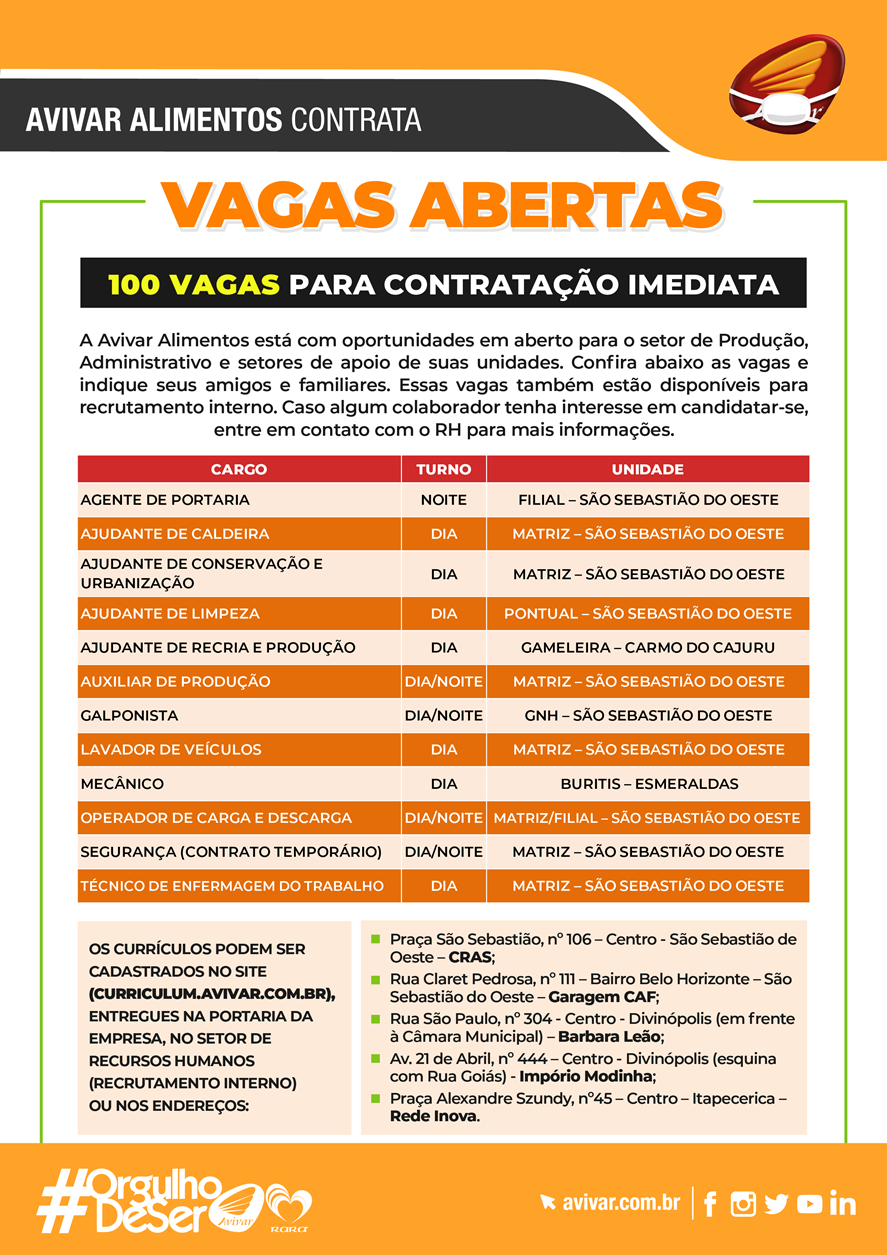 AVIVAR ALIMENTOS CONTRATA
VAGAS ABERTAS
100 VAGAS PARA CONTRATAÇÃO IMEDIATA
A Avivar Alimentos está com oportunidades em aberto para o setor de Produção,
Administrativo e setores de apoio de suas unidades. Confira abaixo as vagas e
indique seus amigos e familiares. Essas vagas também estão disponíveis para
recrutamento interno. Caso algum colaborador tenha interesse em candidatar-se,
entre em contato com o RH para mais informações.
CARGO TURNO UNIDADE
AGENTE DE PORTARIA NOITE FILIAL – SÃO SEBASTIÃO DO OESTE
AJUDANTE DE CALDEIRA DIA MATRIZ – SÃO SEBASTIÃO DO OESTE
AJUDANTE DE CONSERVAÇÃO E
URBANIZAÇÃO DIA MATRIZ – SÃO SEBASTIÃO DO OESTE
AJUDANTE DE LIMPEZA DIA PONTUAL – SÃO SEBASTIÃO DO OESTE
AJUDANTE DE RECRIA E PRODUÇÃO DIA GAMELEIRA – CARMO DO CAJURU
AUXILIAR DE PRODUÇÃO DIA/NOITE MATRIZ – SÃO SEBASTIÃO DO OESTE
GALPONISTA DIA/NOITE GNH – SÃO SEBASTIÃO DO OESTE
LAVADOR DE VEÍCULOS DIA MATRIZ – SÃO SEBASTIÃO DO OESTE
MECÂNICO DIA BURITIS – ESMERALDAS
OPERADOR DE CARGA E DESCARGA DIA/NOITE MATRIZ/FILIAL – SÃO SEBASTIÃO DO OESTE
SEGURANÇA (CONTRATO TEMPORÁRIO) DIA/NOITE MATRIZ – SÃO SEBASTIÃO DO OESTE
TÉCNICO DE ENFERMAGEM DO TRABALHO DIA MATRIZ – SÃO SEBASTIÃO DO OESTE
OS CURRÍCULOS PODEM SER
CADASTRADOS NO SITE
(CURRICULUM.AVIVAR.COM.BR),
ENTREGUES NA PORTARIA DA
EMPRESA, NO SETOR DE
RECURSOS HUMANOS
(RECRUTAMENTO INTERNO)
OU NOS ENDEREÇOS:
Praça São Sebastião, nº 106 – Centro - São Sebastião de
Oeste – CRAS;
Rua Claret Pedrosa, nº 111 – Bairro Belo Horizonte – São
Sebastião do Oeste – Garagem CAF;
Rua São Paulo, nº 304 - Centro - Divinópolis (em frente
à Câmara Municipal) – Barbara Leão;
Av. 21 de Abril, nº 444 – Centro - Divinópolis (esquina
com Rua Goiás) - Impório Modinha;
Praça Alexandre Szundy, nº45 – Centro – Itapecerica –
Rede Inova.
#Orgulho
DeSer
Avivar
RARA
avivar.com.br